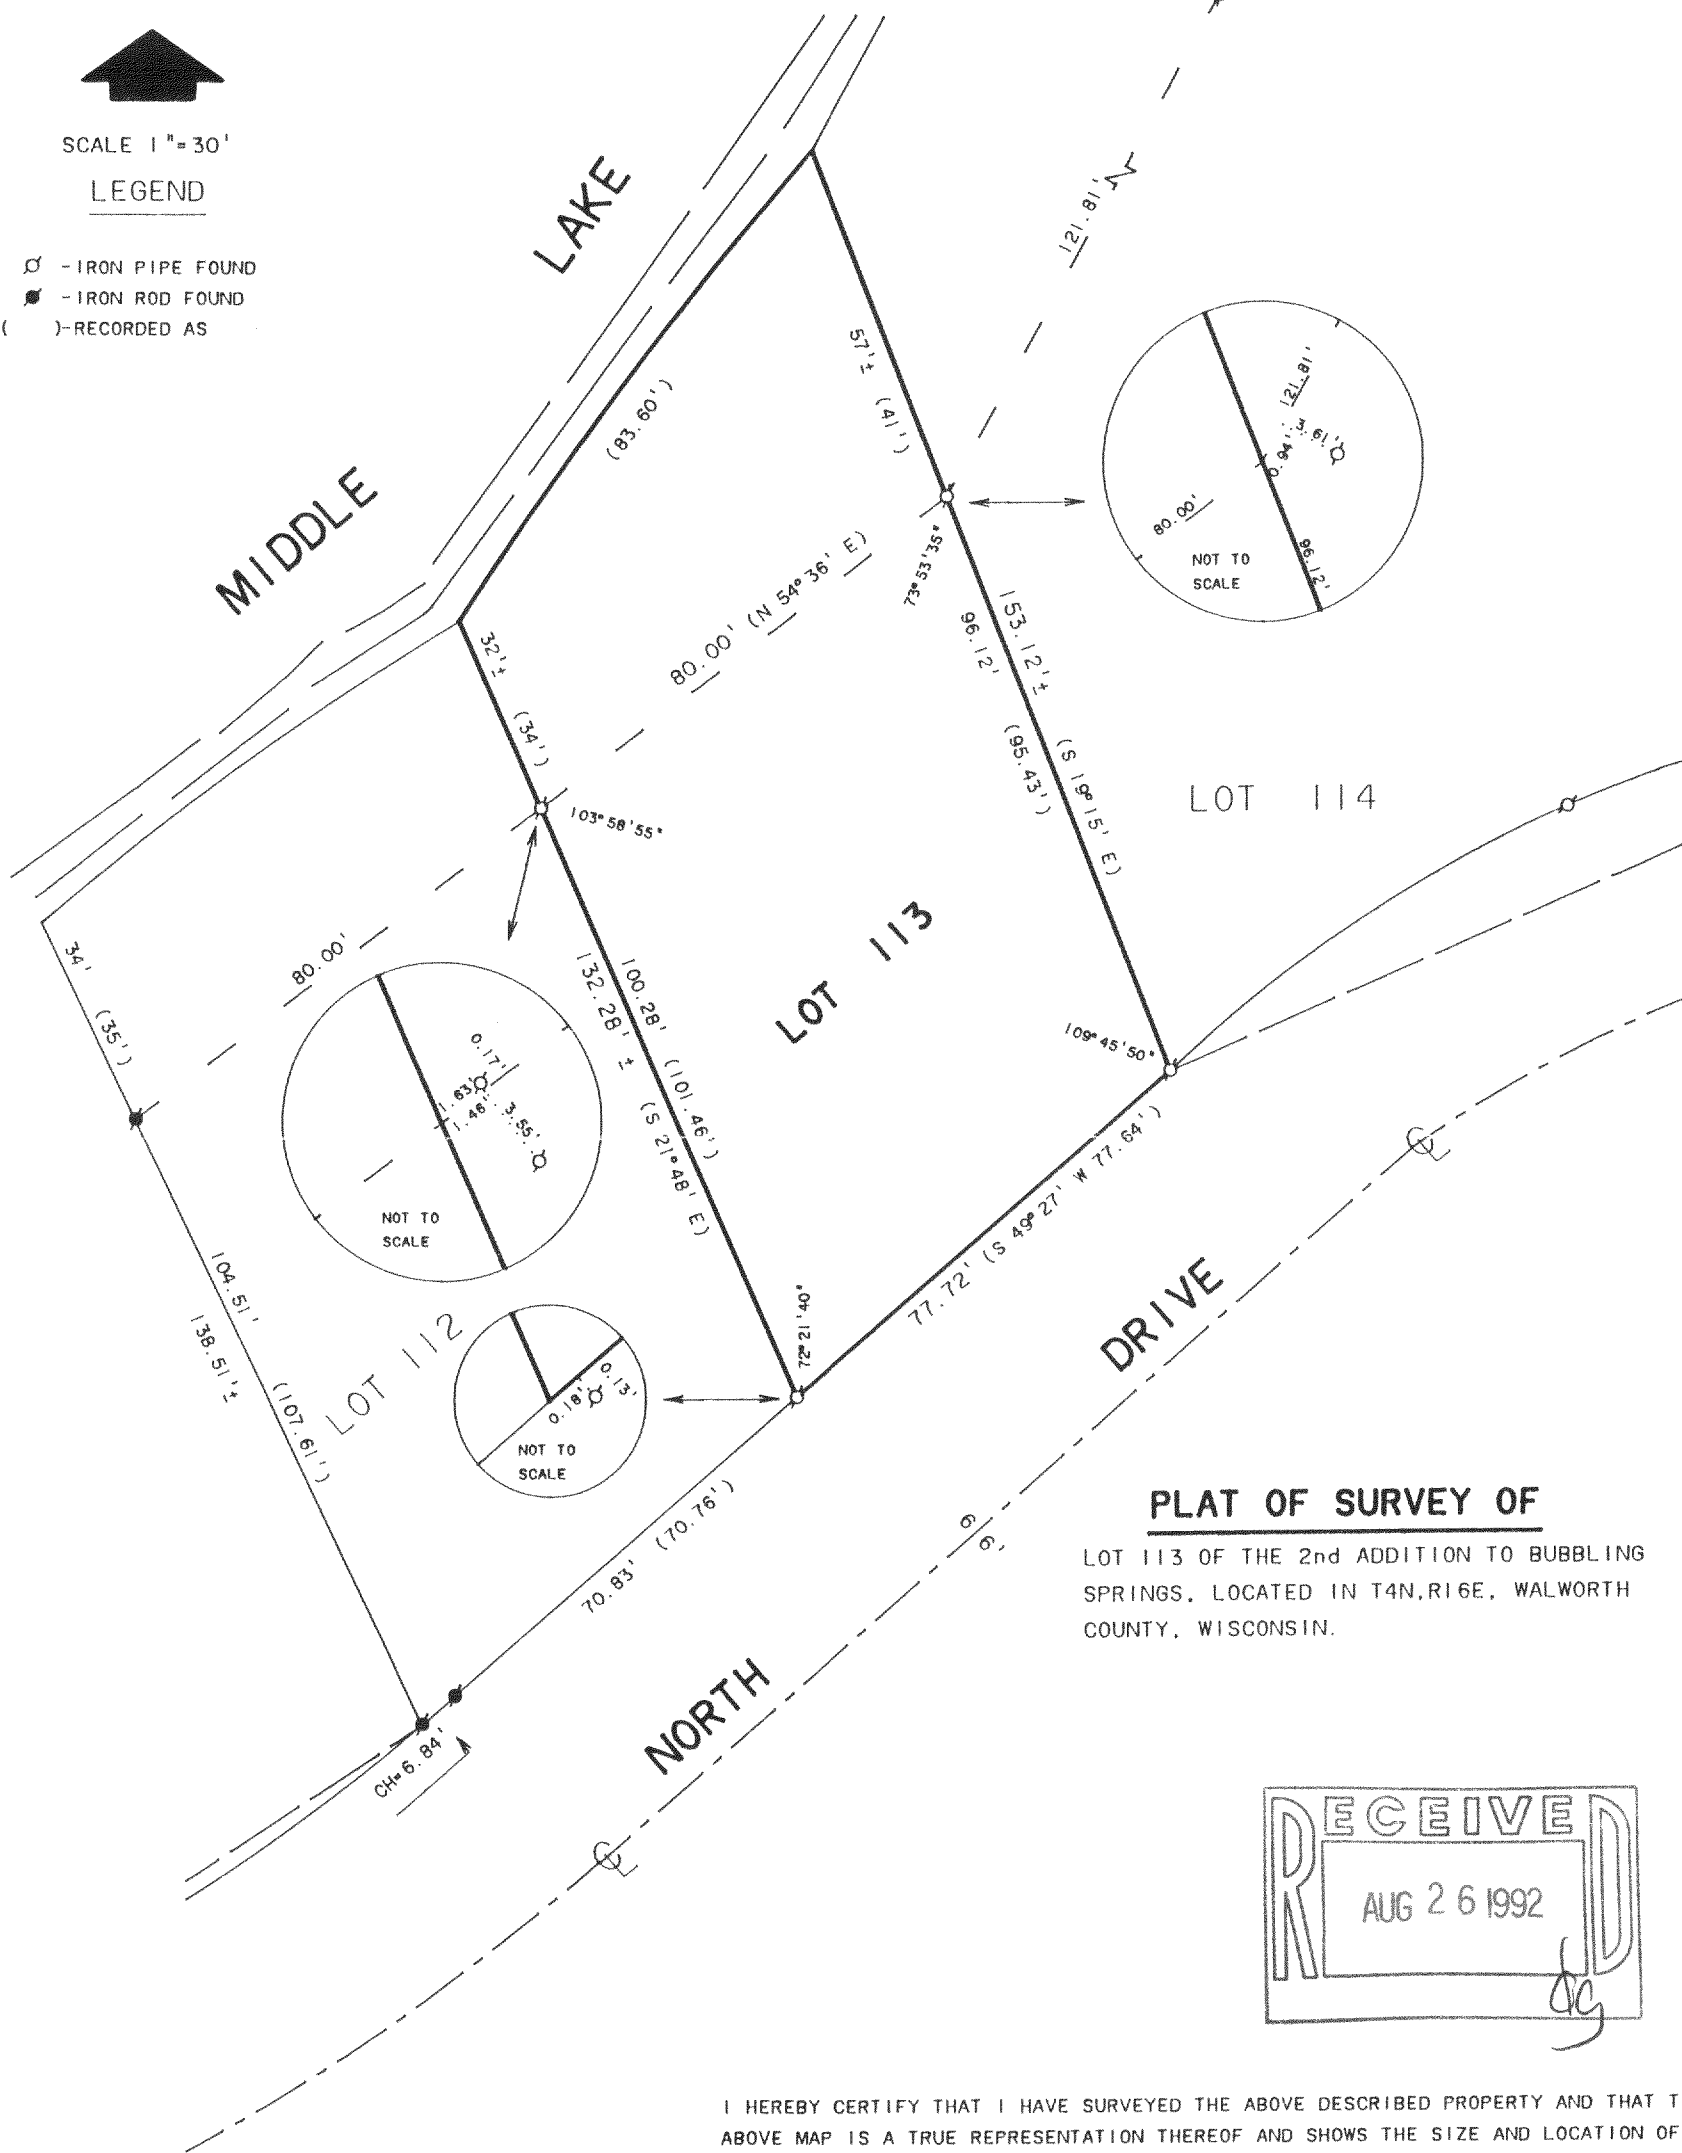 SCALE 1"=30'
LEGEND
-IRON PIPE FOUND
-IRON ROD FOUND
( )-RECORDED AS
MIDDLE LAKE
(83.60')
57'± (41')
121.81'
N
121.81'
3.61'
0.94'
80.00'
96.12'
NOT TO
SCALE
80.00' (N 54°36' E)
73°53'35"
153.12'± (S 19°15' E)
96.12' (95.43')
32'± (34')
103°58'55"
LOT 114
LOT 113
109°45'50"
100.28' (101.46')
132.28'± (S 21°48' E)
72°21'40"
77.72' (S 49°27' W 77.64')
34' (35')
80.00'
0.17'
1.63'
1.46'
3.55'
NOT TO
SCALE
104.51' (107.61')
138.51'±
LOT 112
0.18'
0.13'
NOT TO
SCALE
70.83' (70.76')
CH=6.84'
66'
NORTH DRIVE
PLAT OF SURVEY OF
LOT 113 OF THE 2nd ADDITION TO BUBBLING
SPRINGS, LOCATED IN T4N,R16E, WALWORTH
COUNTY, WISCONSIN.
RECEIVED
AUG 26 1992
I HEREBY CERTIFY THAT I HAVE SURVEYED THE ABOVE DESCRIBED PROPERTY AND THAT T
ABOVE MAP IS A TRUE REPRESENTATION THEREOF AND SHOWS THE SIZE AND LOCATION OF